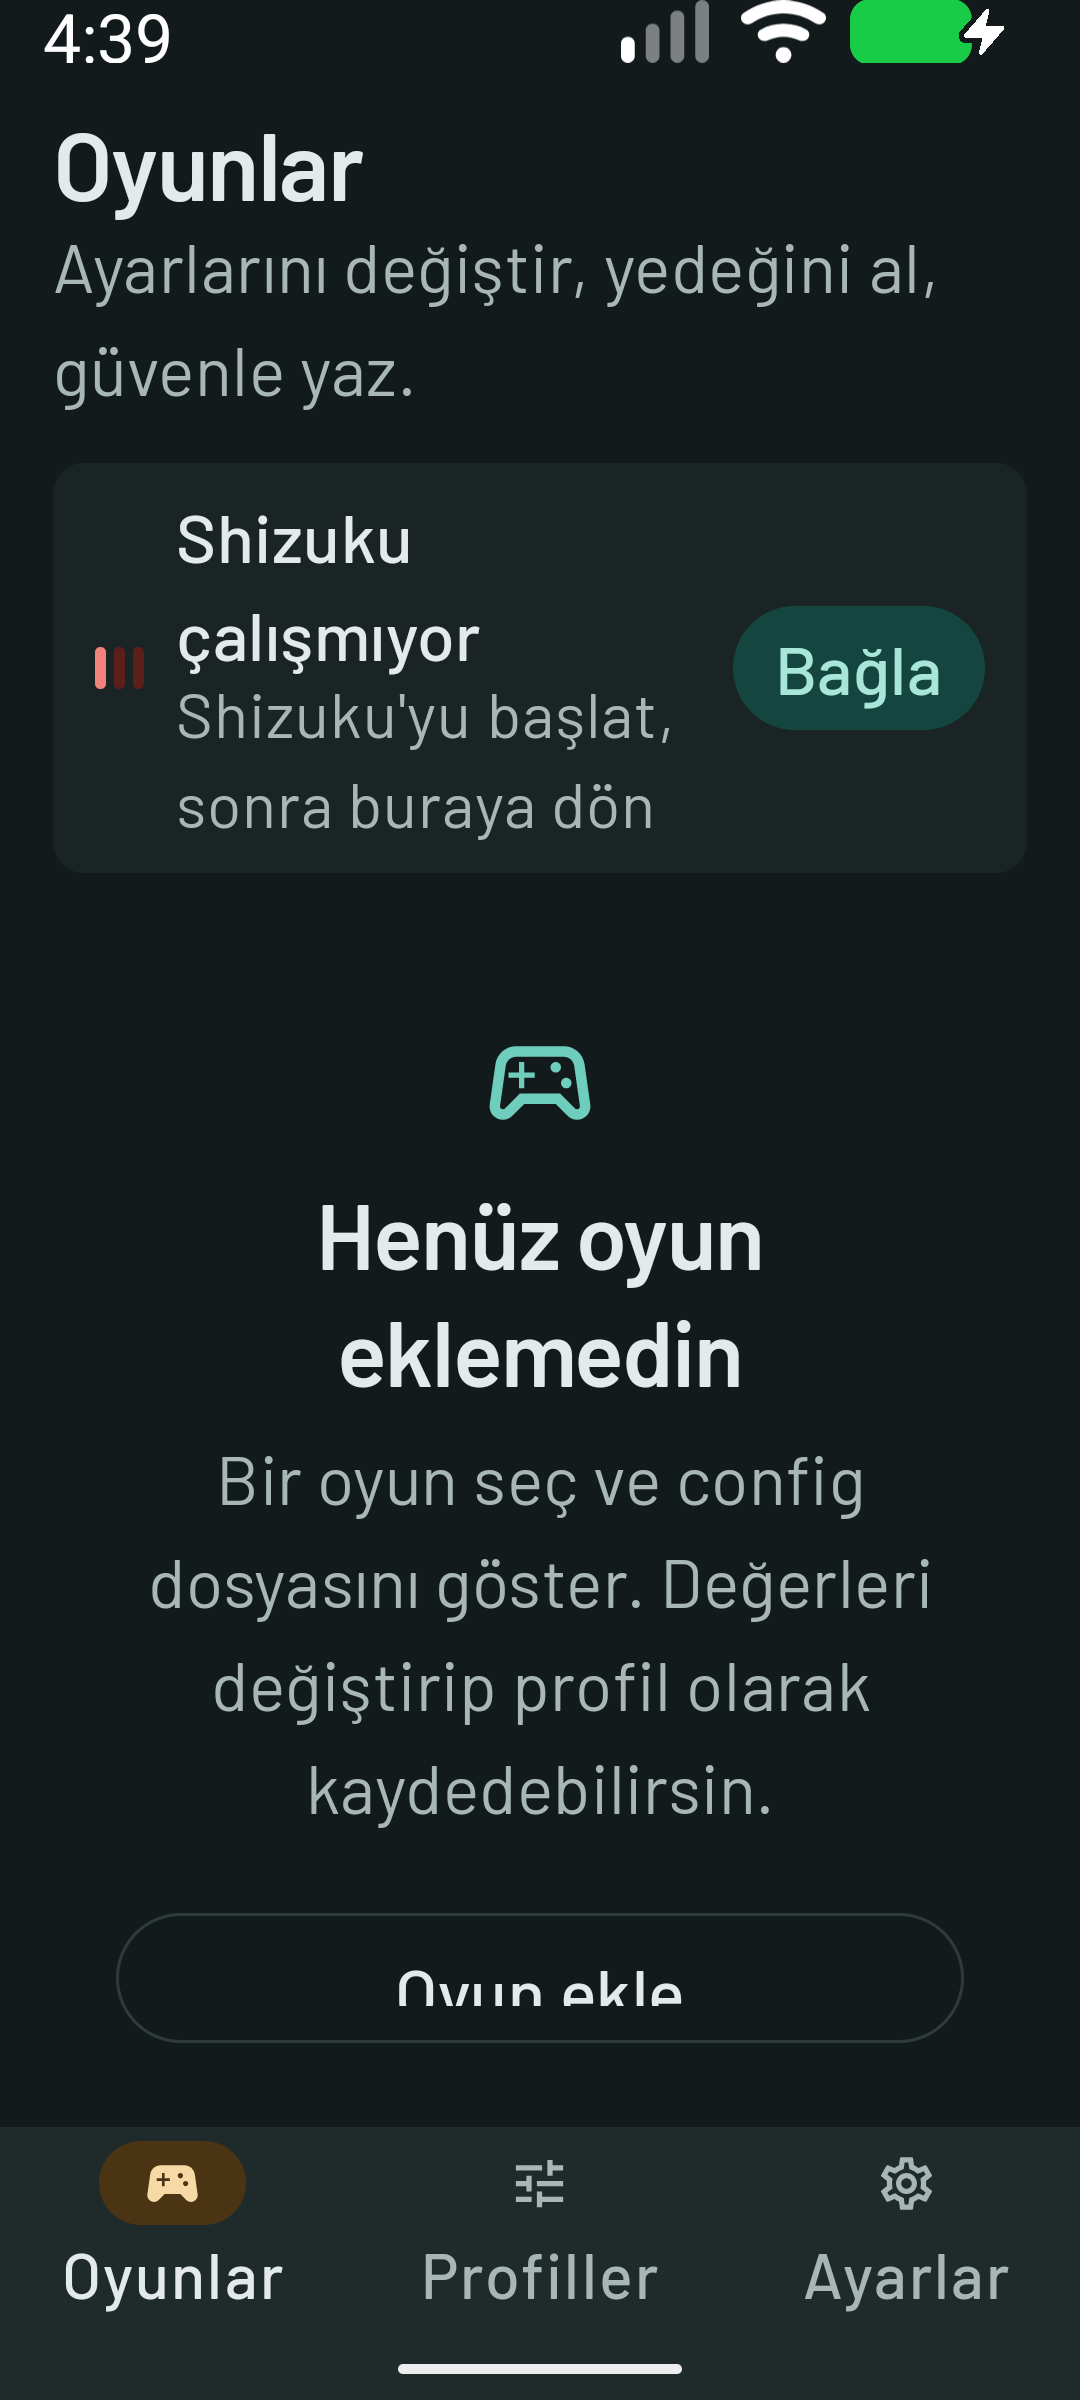 4:39
Oyunlar
Ayarlarını değiştir, yedeğini al,
güvenle yaz.
Shizuku
çalışmıyor
Shizuku'yu başlat,
sonra buraya dön
Bağla
Henüz oyun
eklemedin
Bir oyun seç ve config
dosyasını göster. Değerleri
değiştirip profil olarak
kaydedebilirsin.
Oyun ekle
Oyunlar
Profiller
Ayarlar